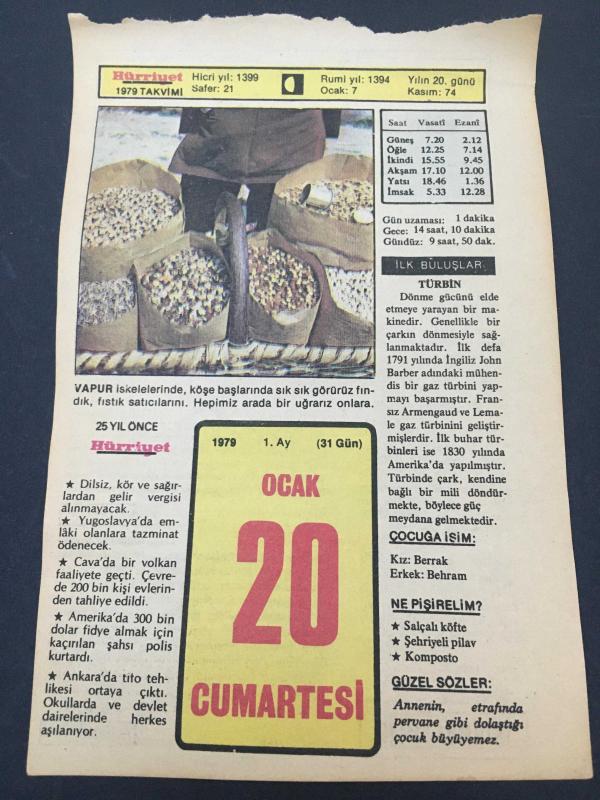 Hürriyet
1979 TAKVİMİ
Hicri yıl: 1399
Safer: 21
Rumi yıl: 1394
Ocak: 7
Yılın 20. günü
Kasım: 74
Saat Vasatî Ezanî
Güneş 7.20 2.12
Öğle 12.25 7.14
İkindi 15.55 9.45
Akşam 17.10 12.00
Yatsı 18.46 1.36
İmsak 5.33 12.28
Gün uzaması: 1 dakika
Gece: 14 saat, 10 dakika
Gündüz: 9 saat, 50 dak.
İLK BULUŞLAR
TÜRBİN
Dönme gücünü elde
etmeye yarayan bir ma-
kinedir. Genellikle bir
çarkın dönmesiyle sağ-
lanmaktadır. İlk defa
1791 yılında İngiliz John
Barber adındaki mühen-
dis bir gaz türbini yap-
mayı başarmıştır. Fran-
sız Armengaud ve Lema-
le gaz türbinini geliştir-
mişlerdir. İlk buhar tür-
binleri ise 1830 yılında
Amerika'da yapılmıştır.
Türbinde çark, kendine
bağlı bir mili döndür-
mekte, böylece güç
meydana gelmektedir.
ÇOCUĞA İSİM:
Kız: Berrak
Erkek: Behram
NE PİŞİRELİM?
★ Salçalı köfte
★ Şehriyeli pilav
★ Komposto
GÜZEL SÖZLER:
Annenin, etrafında
pervane gibi dolaştığı
çocuk büyüyemez.
VAPUR iskelelerinde, köşe başlarında sık sık görürüz fın-
dık, fıstık satıcılarını. Hepimiz arada bir uğrarız onlara.
25 YIL ÖNCE
Hürriyet
★ Dilsiz, kör ve sağır-
lardan gelir vergisi
alınmayacak.
★ Yugoslavya'da em-
lâki olanlara tazminat
ödenecek.
★ Cava'da bir volkan
faaliyete geçti. Çevre-
de 200 bin kişi evlerin-
den tahliye edildi.
★ Amerika'da 300 bin
dolar fidye almak için
kaçırılan şahsı polis
kurtardı.
★ Ankara'da tifo teh-
likesi ortaya çıktı.
Okullarda ve devlet
dairelerinde herkes
aşılanıyor.
1979 1. Ay (31 Gün)
OCAK
20
CUMARTESİ